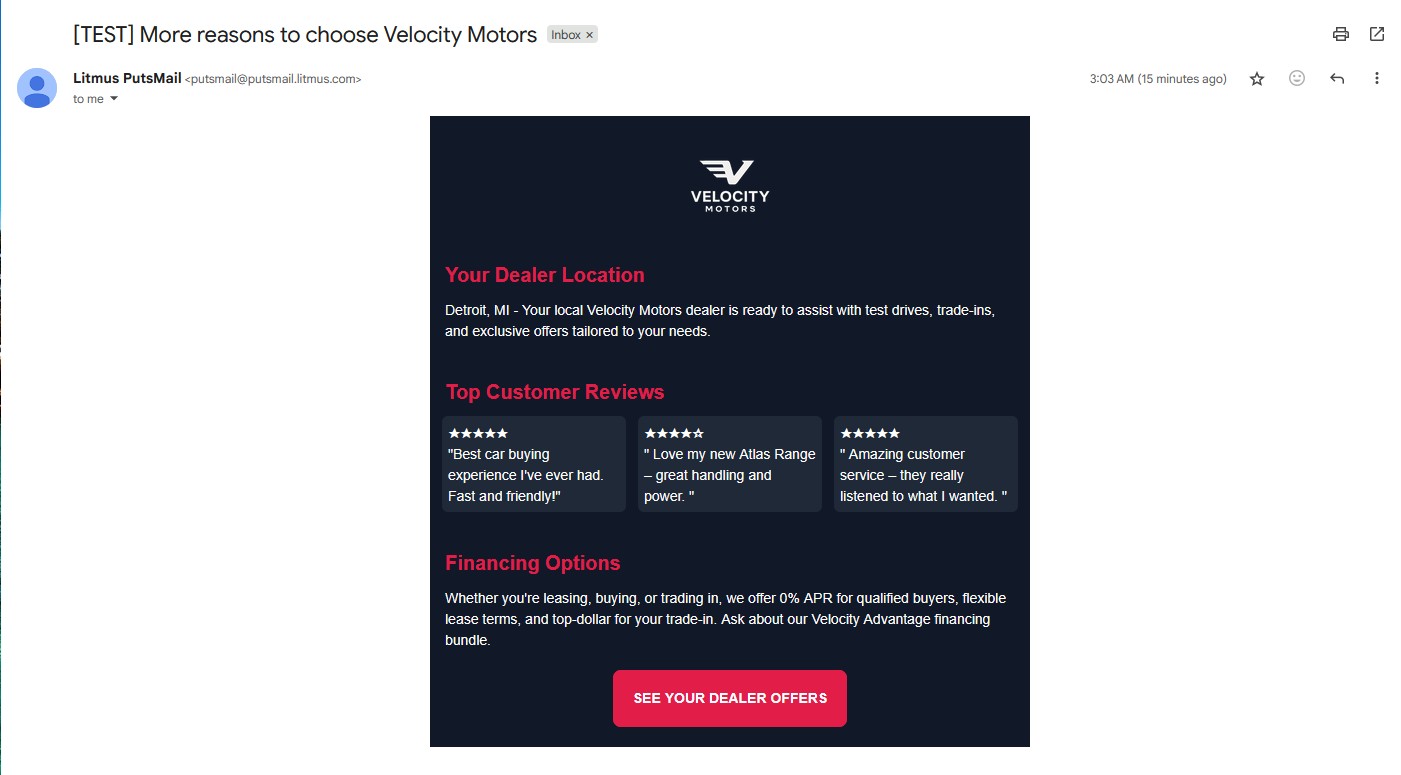 [TEST] More reasons to choose Velocity Motors Inbox ×
Litmus PutsMail <putsmail@putsmail.litmus.com> 3:03 AM (15 minutes ago)
to me
VELOCITY
MOTORS
Your Dealer Location
Detroit, MI - Your local Velocity Motors dealer is ready to assist with test drives, trade-ins,
and exclusive offers tailored to your needs.
Top Customer Reviews
★★★★★
"Best car buying
experience I've ever had.
Fast and friendly!"
★★★★☆
" Love my new Atlas Range
– great handling and
power. "
★★★★★
" Amazing customer
service – they really
listened to what I wanted. "
Financing Options
Whether you're leasing, buying, or trading in, we offer 0% APR for qualified buyers, flexible
lease terms, and top-dollar for your trade-in. Ask about our Velocity Advantage financing
bundle.
SEE YOUR DEALER OFFERS